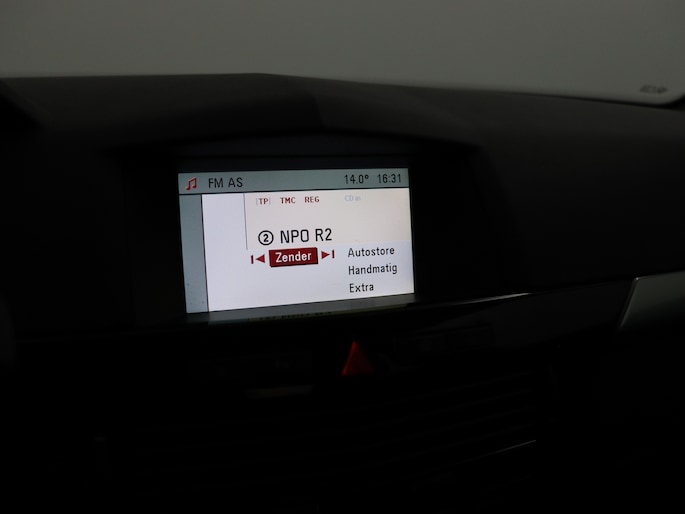 FM AS 14.0° 16:31
[TP] TMC REG
② NPO R2
Zender
Autostore
Handmatig
Extra